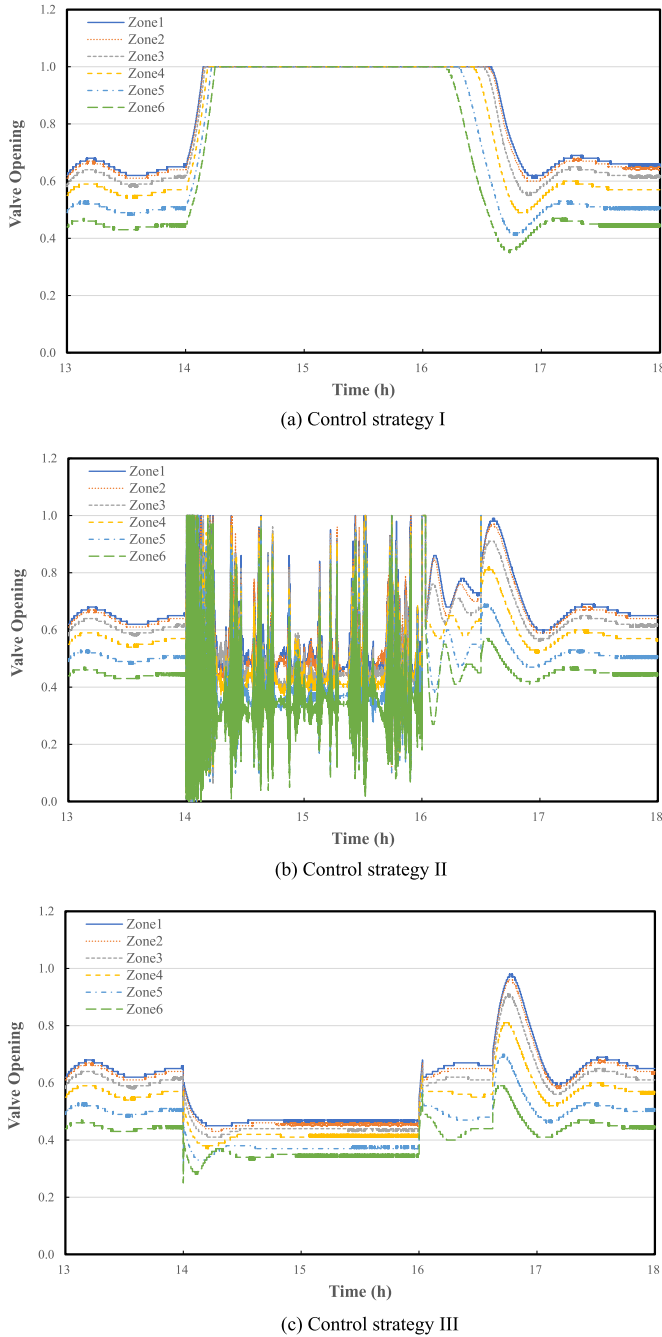 1.2
Zone1
Zone2
1.0
Zone3
Zone4
Zone5
0.8
Zone6
0.6
0.4
0.2
0.0
Valve Opening
13 14 15 16 17 18
Time (h)
(a) Control strategy I
1.2
Zone1
Zone2
1.0
Zone3
Zone4
Zone5
0.8
Zone6
0.6
0.4
0.2
0.0
Valve Opening
13 14 15 16 17 18
Time (h)
(b) Control strategy II
1.2
Zone1
Zone2
1.0
Zone3
Zone4
Zone5
0.8
Zone6
0.6
0.4
0.2
0.0
Valve Opening
13 14 15 16 17 18
Time (h)
(c) Control strategy III